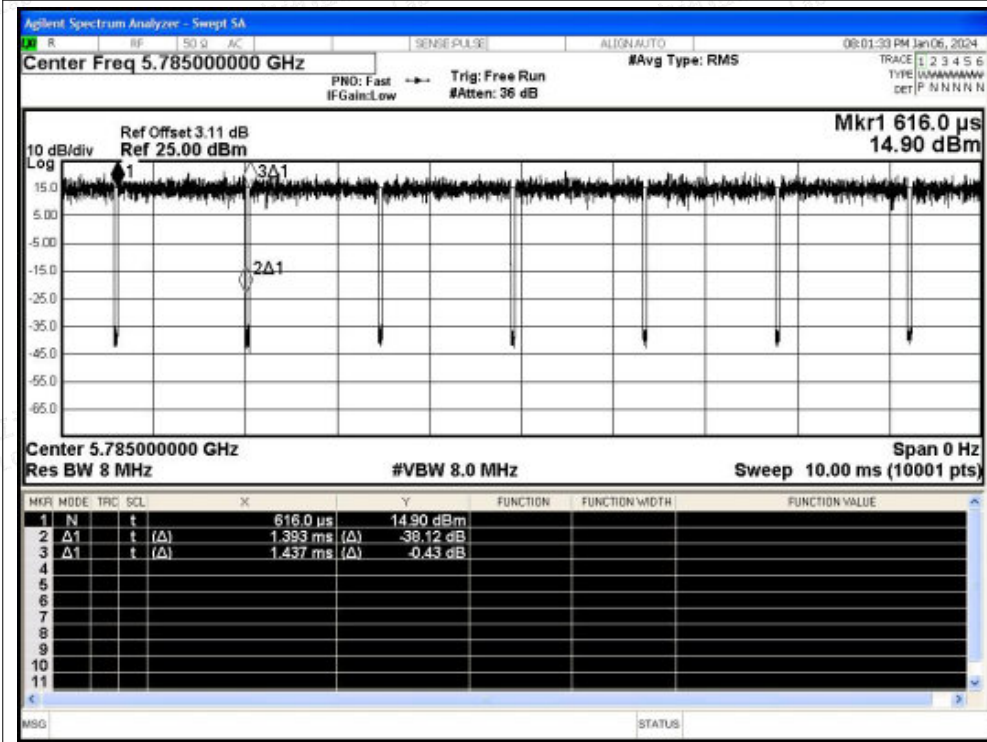 Agilent Spectrum Analyzer - Swept SA
R RF 50 Ω AC SENSE:PULSE ALIGN AUTO 08:01:33 PM Jan 06, 2024
Center Freq 5.785000000 GHz #Avg Type: RMS TRACE 1 2 3 4 5 6
PNO: Fast Trig: Free Run TYPE
IFGain:Low #Atten: 36 dB DET P N N N N N
Mkr1 616.0 µs
14.90 dBm
Ref Offset 3.11 dB
10 dB/div Ref 25.00 dBm
Log
1 3Δ1
15.0
5.00
-5.00
-15.0 2Δ1
-25.0
-35.0
-45.0
-55.0
-65.0
Center 5.785000000 GHz Span 0 Hz
Res BW 8 MHz #VBW 8.0 MHz Sweep 10.00 ms (10001 pts)
MKR MODE TRC SCL X Y FUNCTION FUNCTION WIDTH FUNCTION VALUE
1 N t 616.0 µs 14.90 dBm
2 Δ1 t (Δ) 1.393 ms (Δ) -38.12 dB
3 Δ1 t (Δ) 1.437 ms (Δ) -0.43 dB
4
5
6
7
8
9
10
11
MSG STATUS